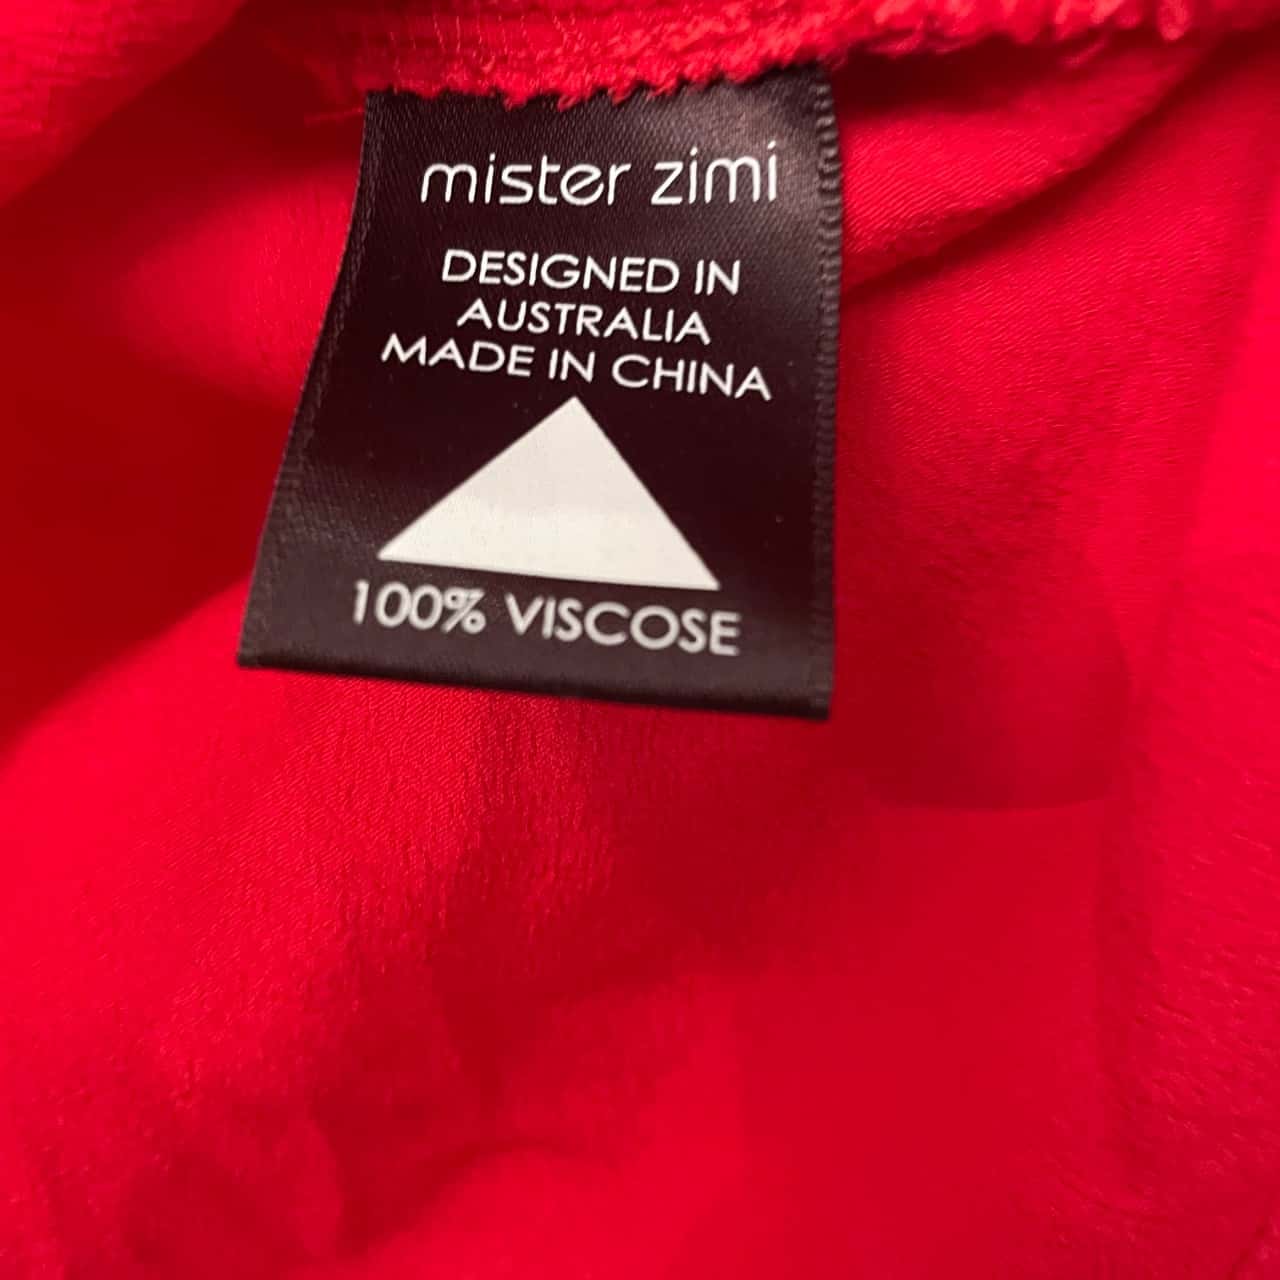 mister zimi
DESIGNED IN
AUSTRALIA
MADE IN CHINA
100% VISCOSE